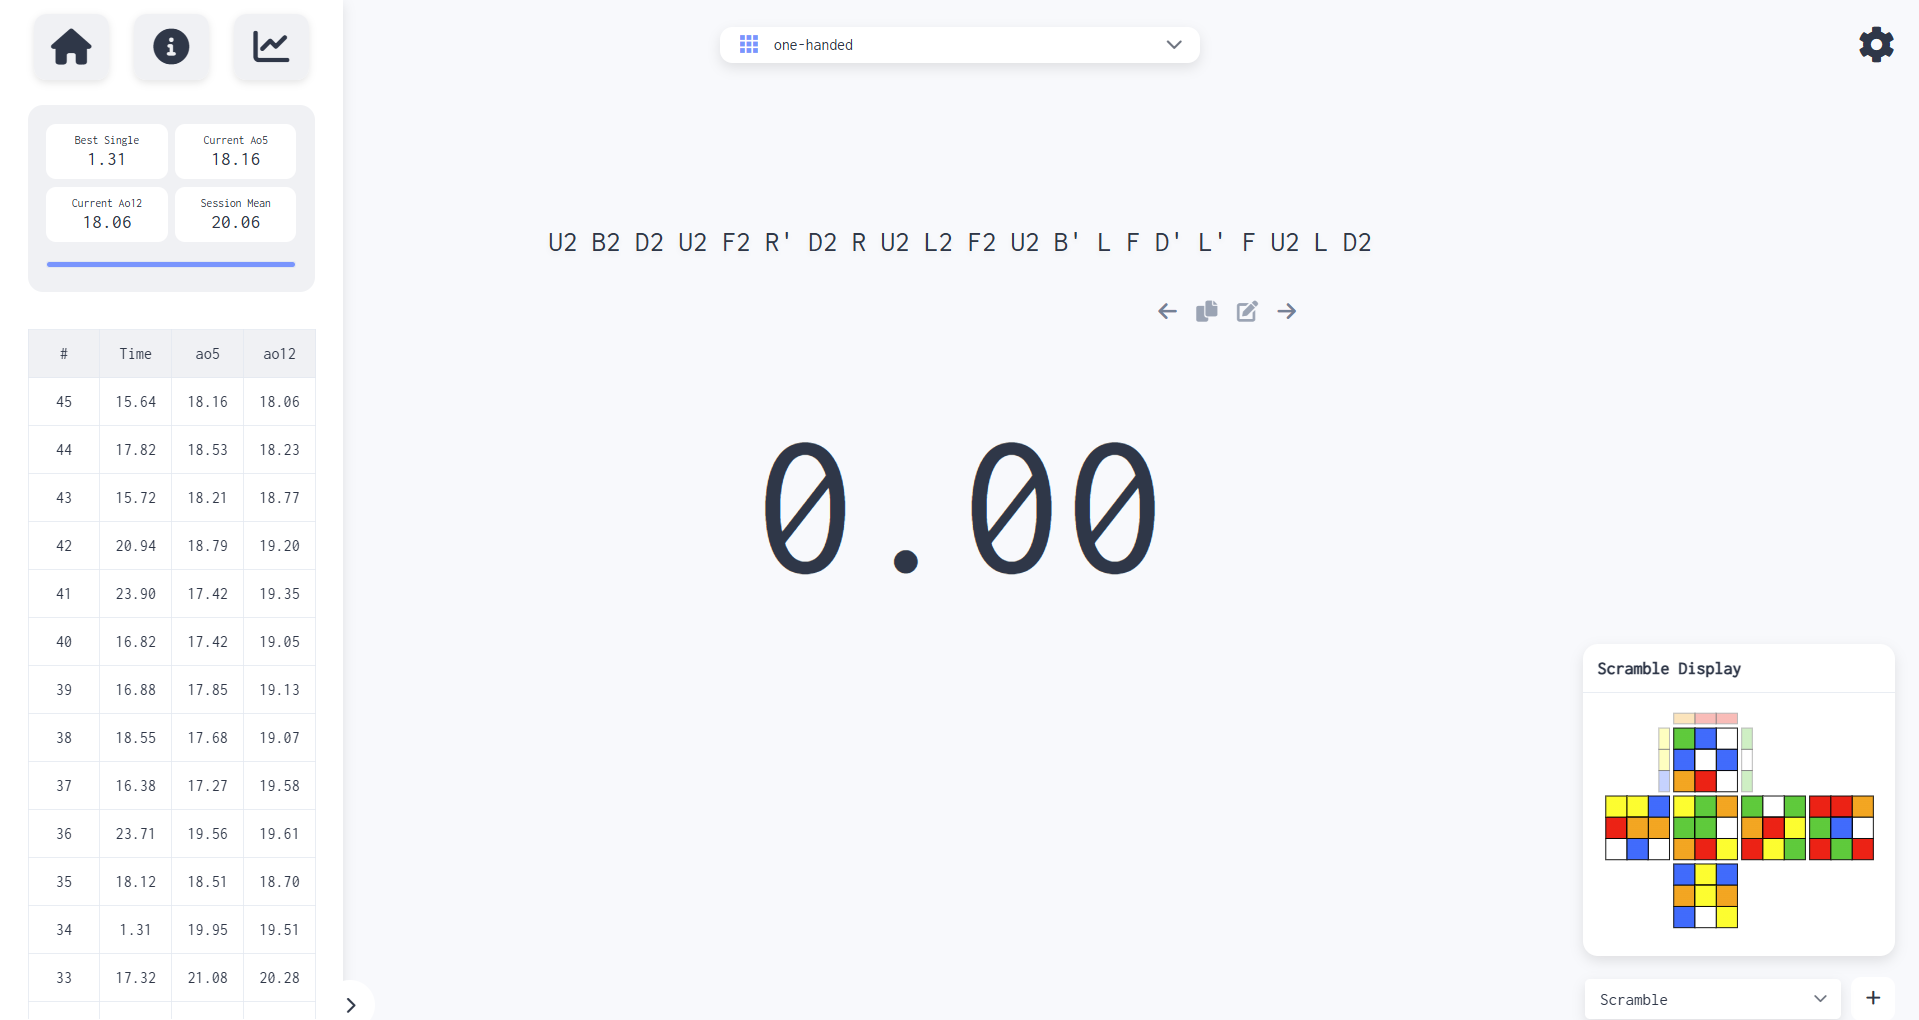 one-handed
Best Single
1.31
Current Ao5
18.16
Current Ao12
18.06
Session Mean
20.06
U2 B2 D2 U2 F2 R' D2 R U2 L2 F2 U2 B' L F D' L' F U2 L D2
# Time ao5 ao12
45 15.64 18.16 18.06
44 17.82 18.53 18.23
43 15.72 18.21 18.77
42 20.94 18.79 19.20
41 23.90 17.42 19.35
40 16.82 17.42 19.05
39 16.88 17.85 19.13
38 18.55 17.68 19.07
37 16.38 17.27 19.58
36 23.71 19.56 19.61
35 18.12 18.51 18.70
34 1.31 19.95 19.51
33 17.32 21.08 20.28
0.00
Scramble Display
Scramble